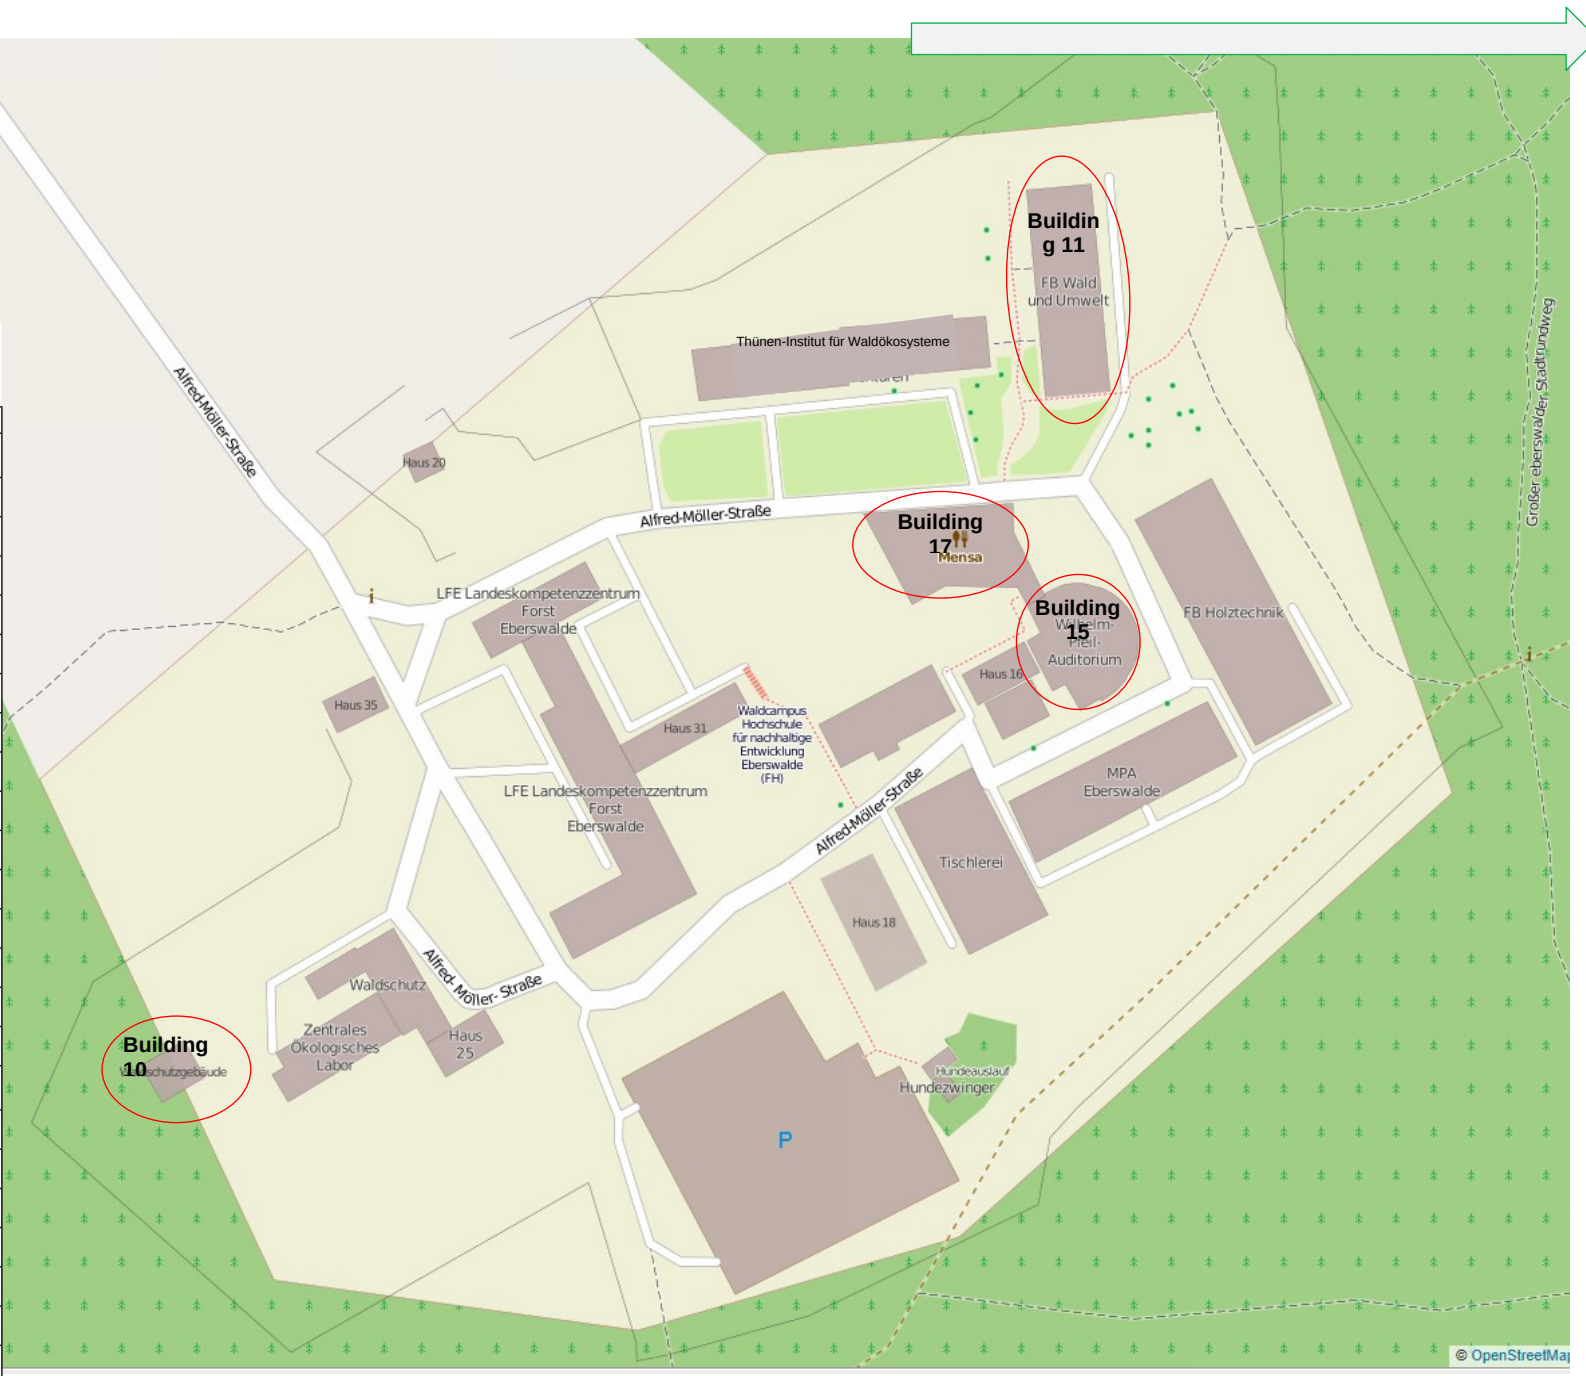 Buildin
g 11
FB Wald
und Umwelt
Thünen-Institut für Waldökosysteme
Großer eberswalder Stadtrundweg
Alfred-Möller-Straße
Haus 20
Alfred-Möller-Straße
Building
17
Mensa
LFE Landeskompetenzzentrum
Forst
Eberswalde
Building
15
Wilhelm-
Pfeil-
Auditorium
FB Holztechnik
Haus 16
Haus 35
Haus 31
Waldcampus
Hochschule
für nachhaltige
Entwicklung
Eberswalde
(FH)
LFE Landeskompetenzzentrum
Forst
Eberswalde
MPA
Eberswalde
Alfred-Möller-Straße
Tischlerei
Haus 18
Alfred- Möller- Straße
Waldschutz
Zentrales
Ökologisches
Labor
Haus
25
Building
10
Hundeauslauf
Hundezwinger
P
© OpenStreetMap